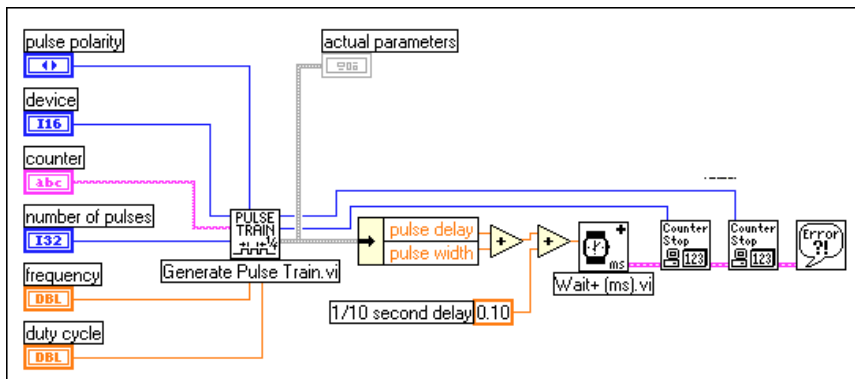 pulse polarity
actual parameters
device
I16
counter
abc
number of pulses
I32
PULSE
TRAIN
1/4
Generate Pulse Train.vi
pulse delay
pulse width
+
+
+
ms
Wait+ (ms).vi
Counter
Stop
123
Counter
Stop
123
Error
?!
frequency
DBL
1/10 second delay
0.10
duty cycle
DBL